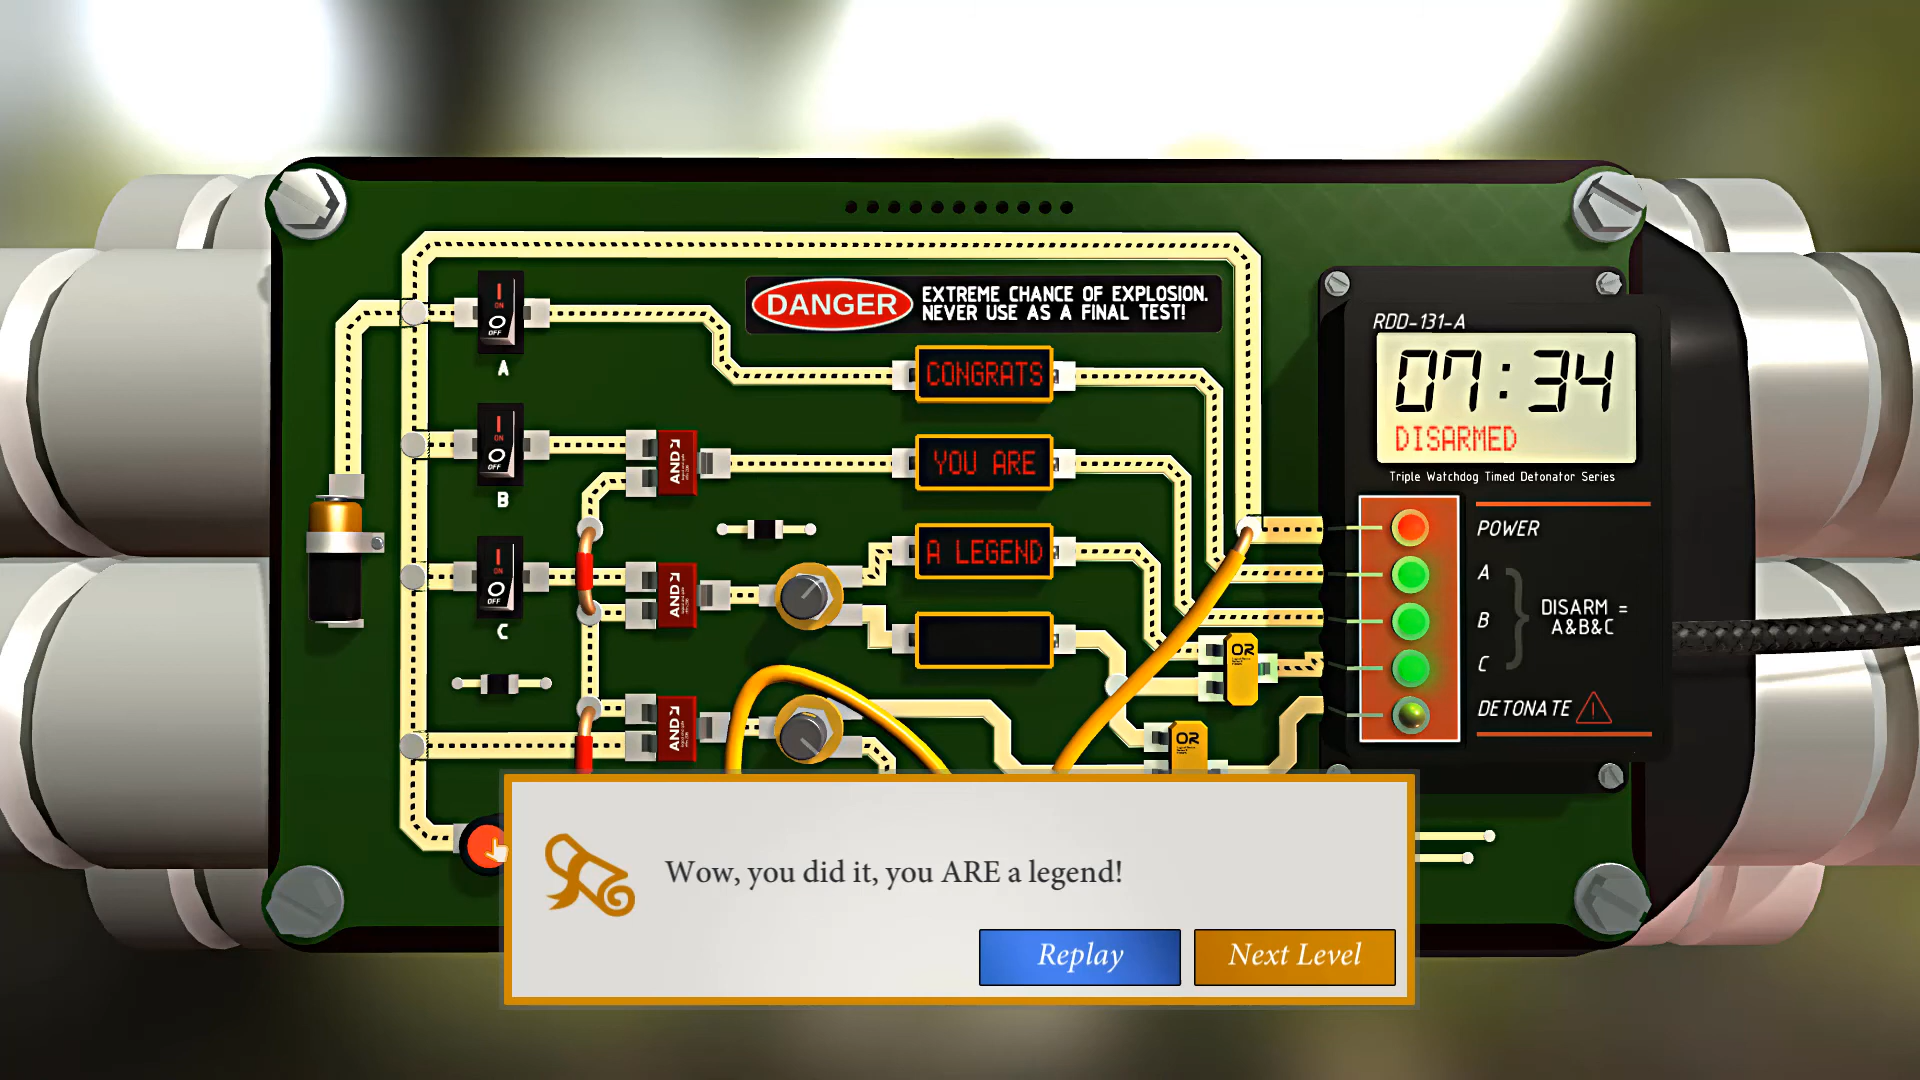 DANGER
EXTREME CHANCE OF EXPLOSION.
NEVER USE AS A FINAL TEST!
RDD-131-A
07:34
DISARMED
Triple Watchdog Timed Detonator Series
I
ON
O
OFF
A
CONGRATS
I
ON
O
OFF
B
AND
YOU ARE
I
ON
O
OFF
C
AND
A LEGEND
POWER
A
B
C
DISARM =
A&B&C
DETONATE
OR
AND
OR
Wow, you did it, you ARE a legend!
Replay
Next Level